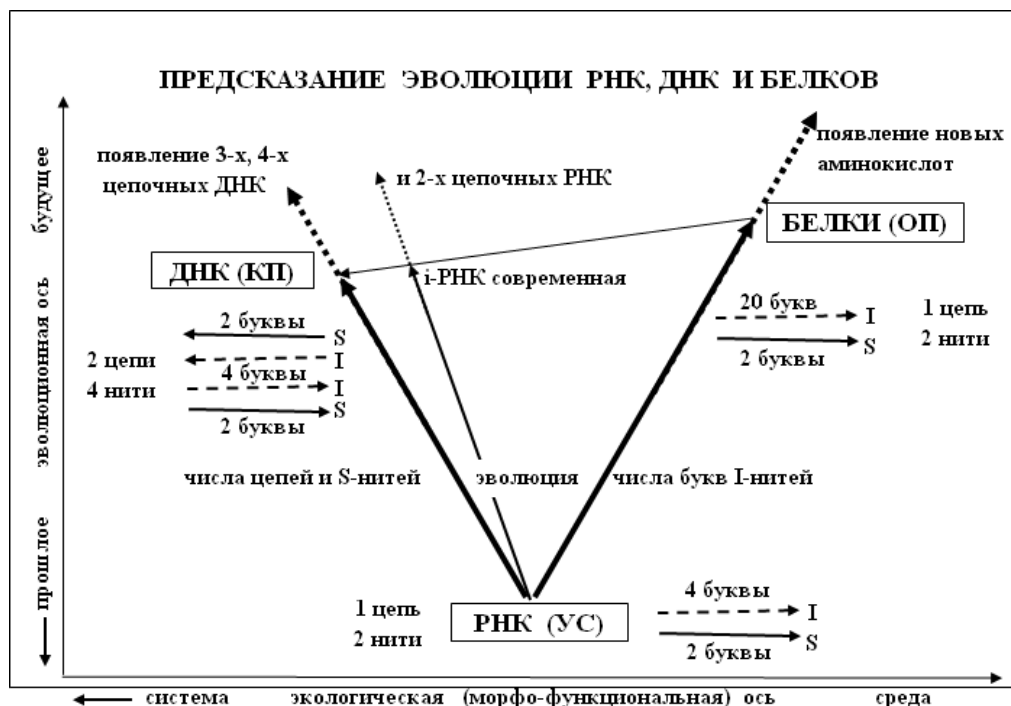 ПРЕДСКАЗАНИЕ ЭВОЛЮЦИИ РНК, ДНК И БЕЛКОВ
появление 3-х, 4-х
цепочных ДНК
и 2-х цепочных РНК
появление новых
аминокислот
БЕЛКИ (ОП)
ДНК (КП)
i-РНК современная
2 буквы
S
2 цепи
I
4 нити
4 буквы
I
S
2 буквы
20 букв
I
1 цепь
S
2 нити
2 буквы
числа цепей и S-нитей
эволюция
числа букв I-нитей
1 цепь
2 нити
РНК (УС)
4 буквы
I
S
2 буквы
прошлое
эволюционная ось
будущее
система
экологическая (морфо-функциональная) ось
среда